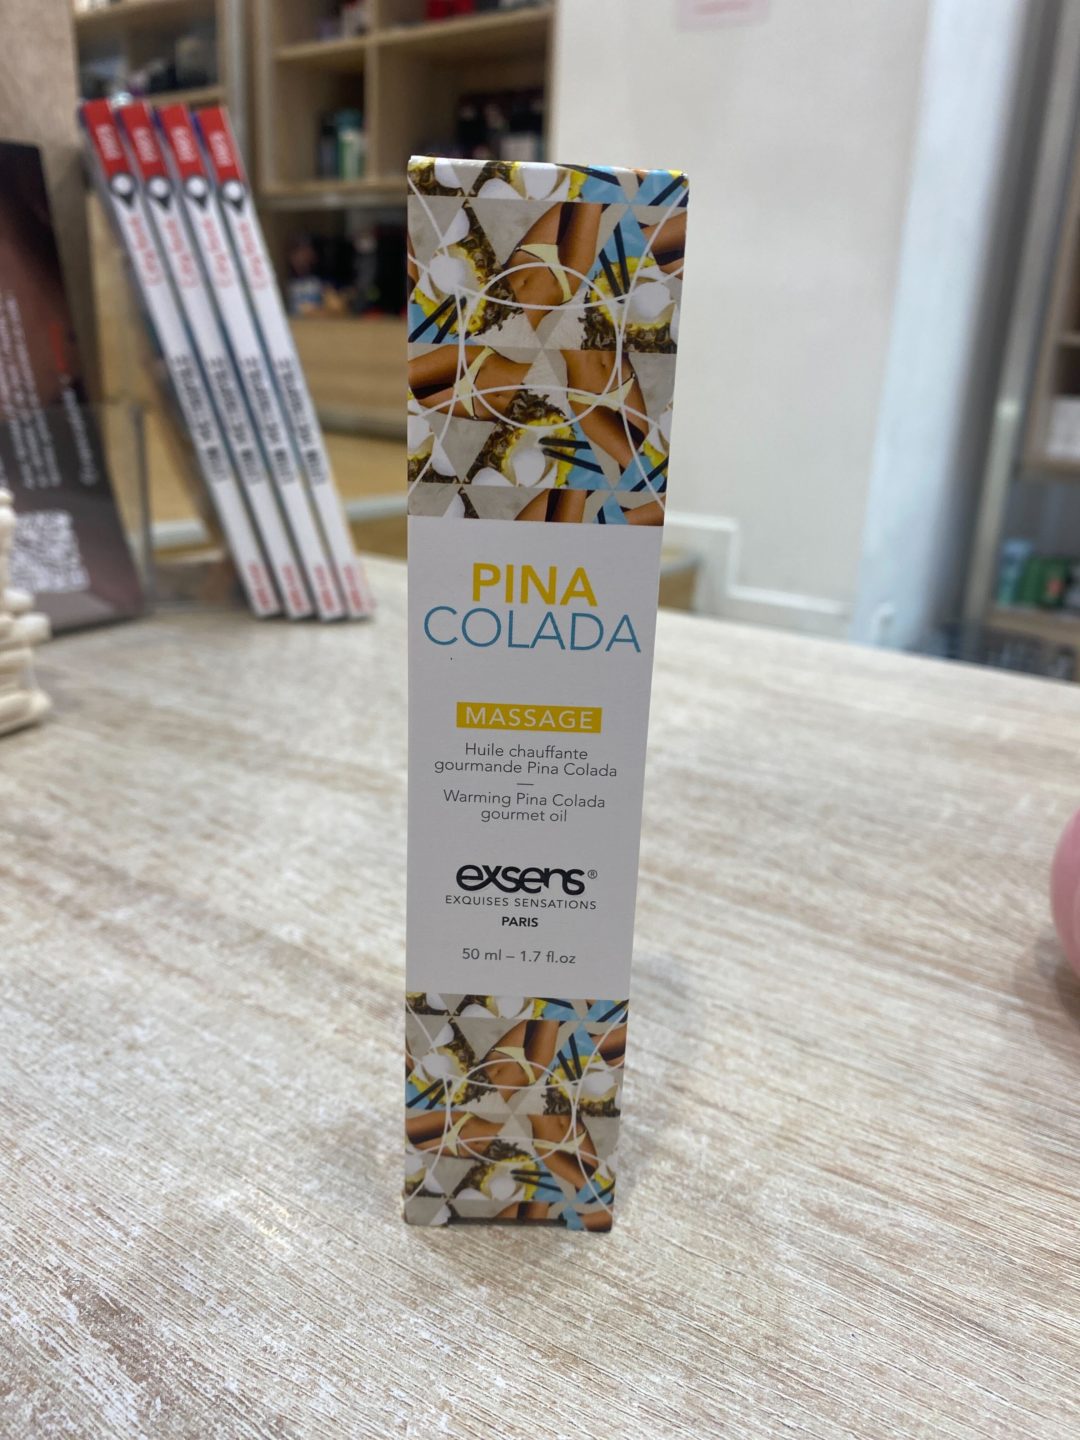 PINA
COLADA
MASSAGE
Huile chauffante
gourmande Pina Colada
Warming Pina Colada
gourmet oil
exsens®
EXQUISES SENSATIONS
PARIS
50 ml – 1.7 fl.oz